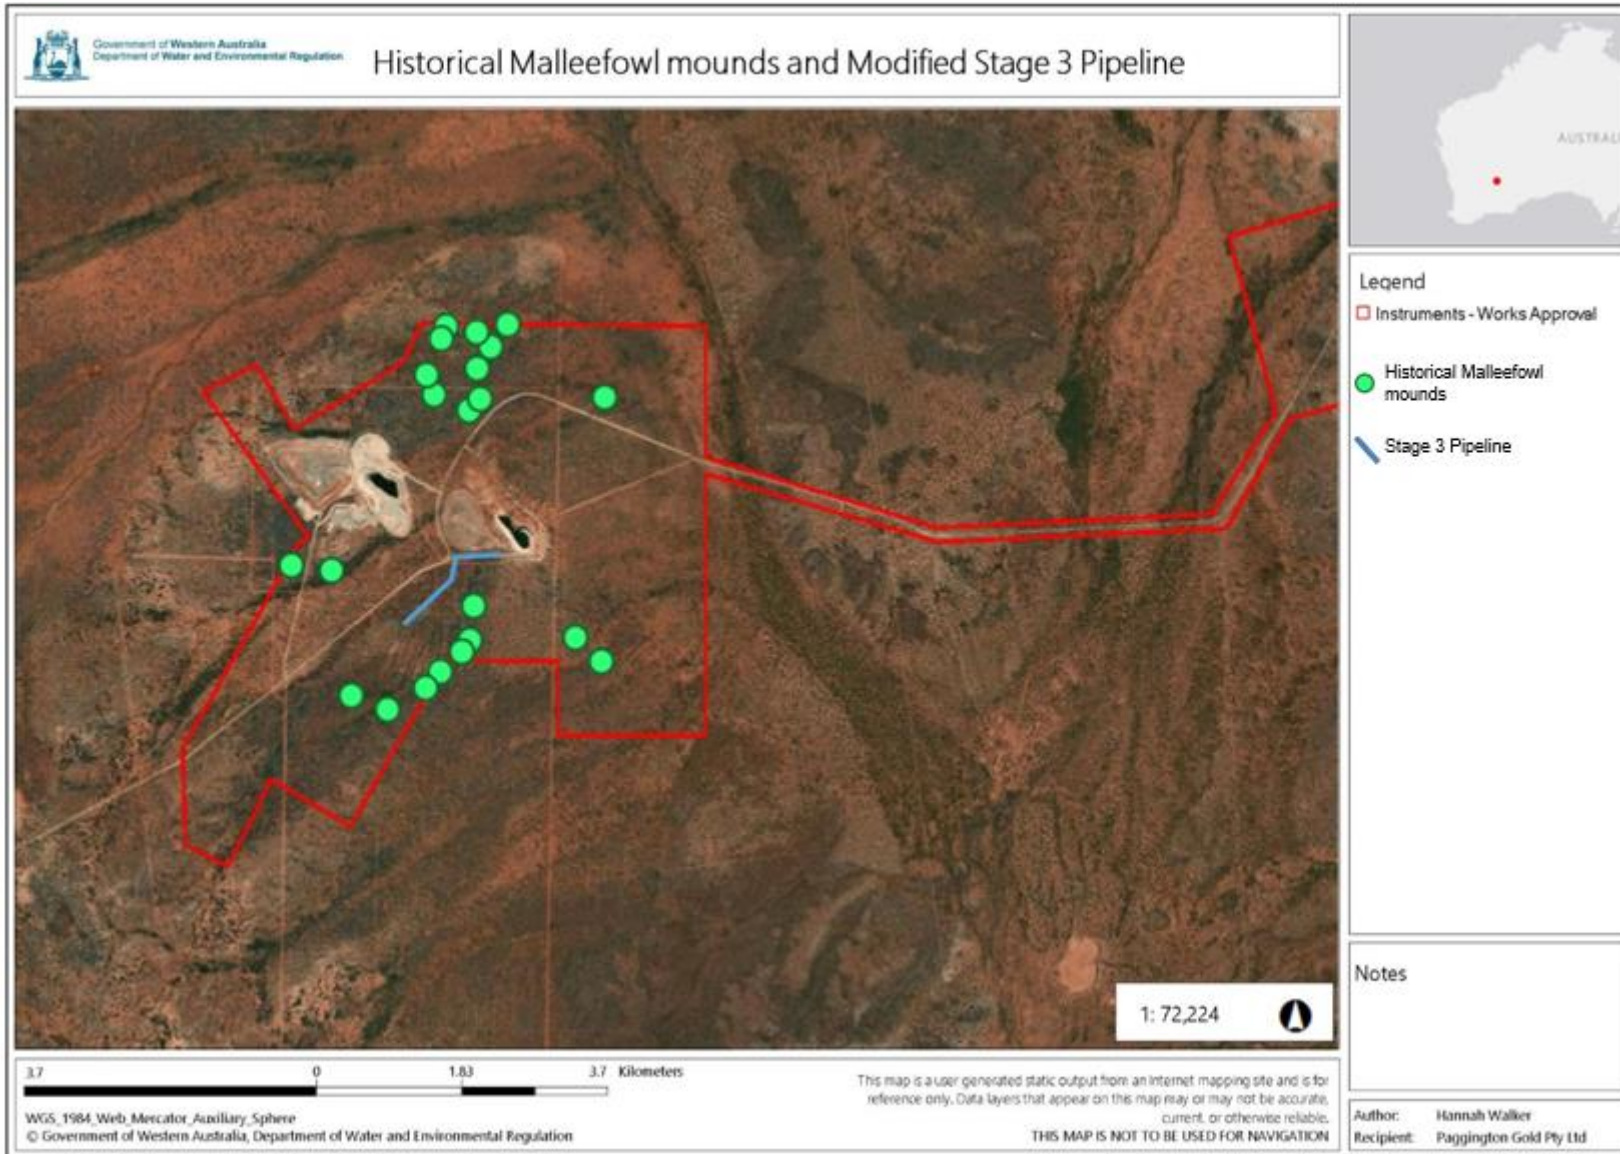 Government of Western Australia
Department of Water and Environmental Regulation
Historical Malleefowl mounds and Modified Stage 3 Pipeline
AUSTRALI
Legend
Instruments - Works Approval
Historical Malleefowl
mounds
Stage 3 Pipeline
Notes
1: 72,224
3.7 0 1.83 3.7 Kilometers
WGS_1984_Web_Mercator_Auxiliary_Sphere
© Government of Western Australia, Department of Water and Environmental Regulation
This map is a user generated static output from an Internet mapping site and is for
reference only. Data layers that appear on this map may or may not be accurate,
current, or otherwise reliable.
THIS MAP IS NOT TO BE USED FOR NAVIGATION
Author: Hannah Walker
Recipient: Paggington Gold Pty Ltd